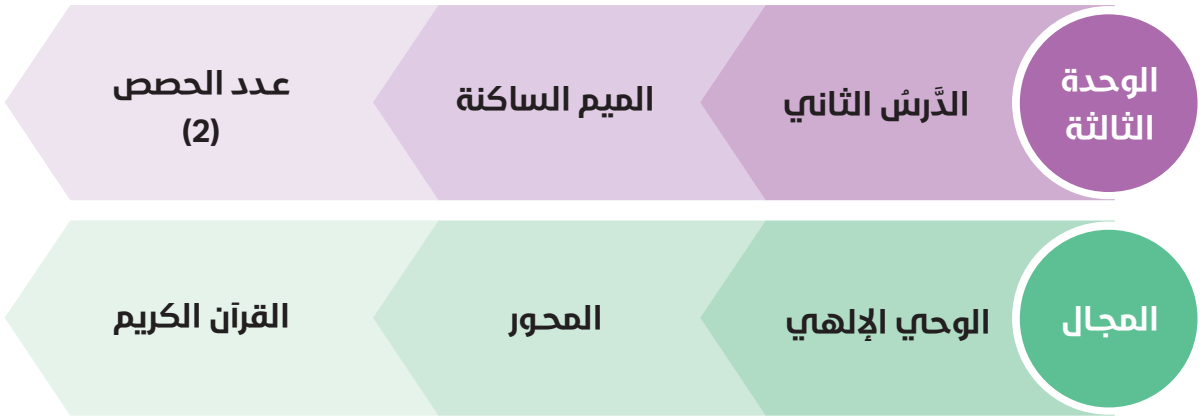 الوحدة
الثالثة
الدَّرسُ الثاني
الميم الساكنة
عدد الحصص
(2)
المجال
الوحي الإلهي
المحور
القرآن الكريم